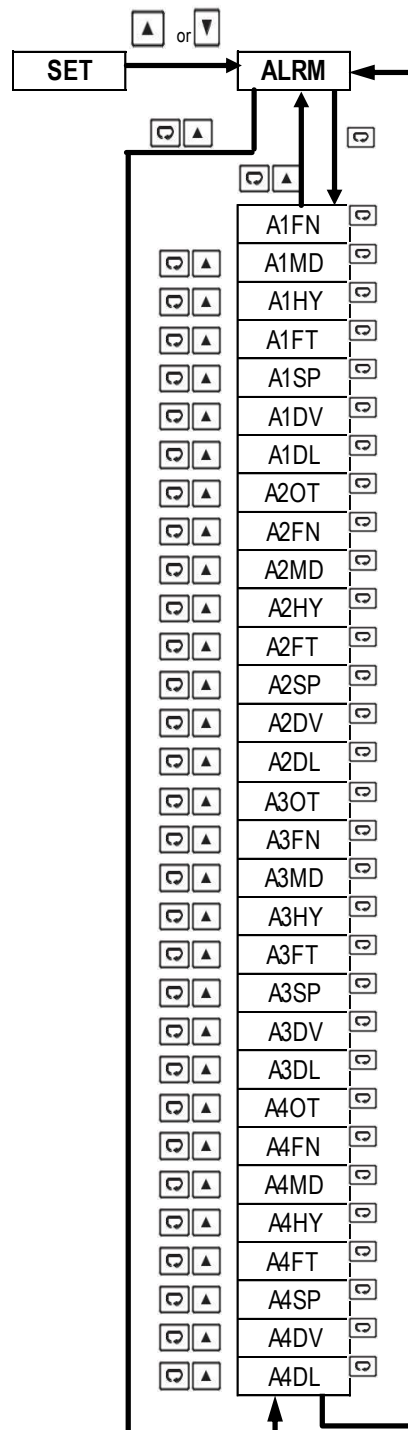 or
SET
ALRM
A1FN
A1MD
A1HY
A1FT
A1SP
A1DV
A1DL
A2OT
A2FN
A2MD
A2HY
A2FT
A2SP
A2DV
A2DL
A3OT
A3FN
A3MD
A3HY
A3FT
A3SP
A3DV
A3DL
A4OT
A4FN
A4MD
A4HY
A4FT
A4SP
A4DV
A4DL